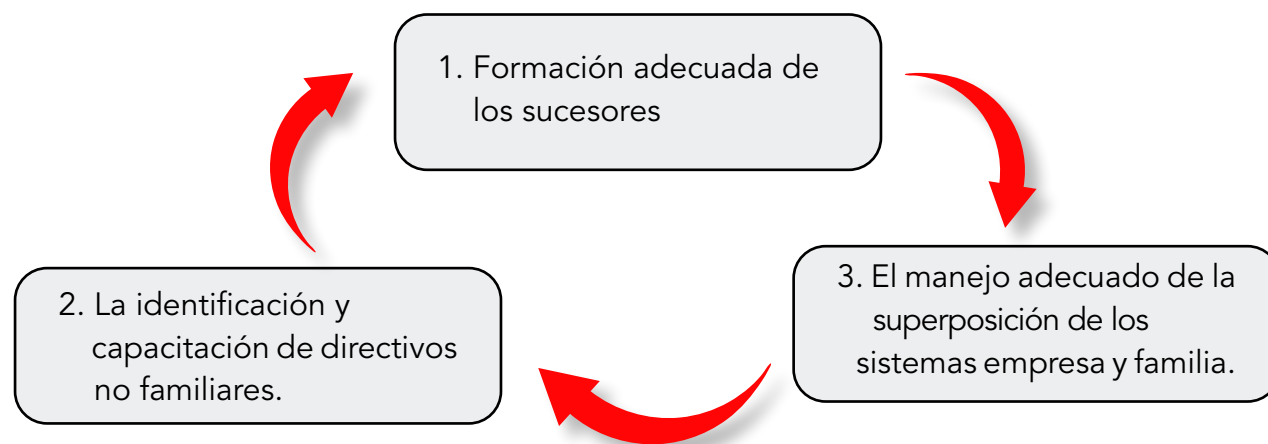 1. Formación adecuada de
los sucesores
2. La identificación y
capacitación de directivos
no familiares.
3. El manejo adecuado de la
superposición de los
sistemas empresa y familia.